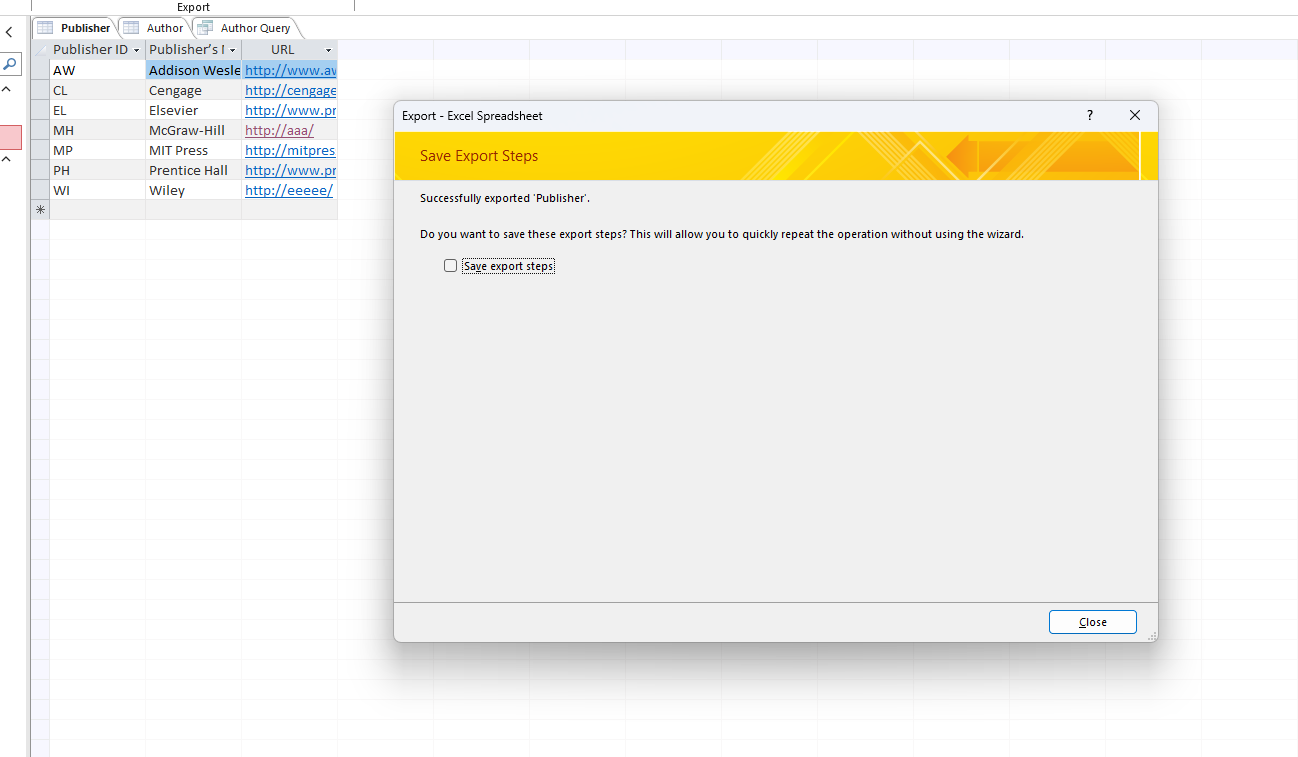 Export
Publisher Author Author Query
Publisher ID Publisher's N URL
AW Addison Wesle http://www.aw
CL Cengage http://cengage
EL Elsevier http://www.pr
MH McGraw-Hill http://aaa/
MP MIT Press http://mitpres
PH Prentice Hall http://www.pr
WI Wiley http://eeeee/
Export - Excel Spreadsheet ?
Save Export Steps
Successfully exported 'Publisher'.
Do you want to save these export steps? This will allow you to quickly repeat the operation without using the wizard.
Save export steps
Close